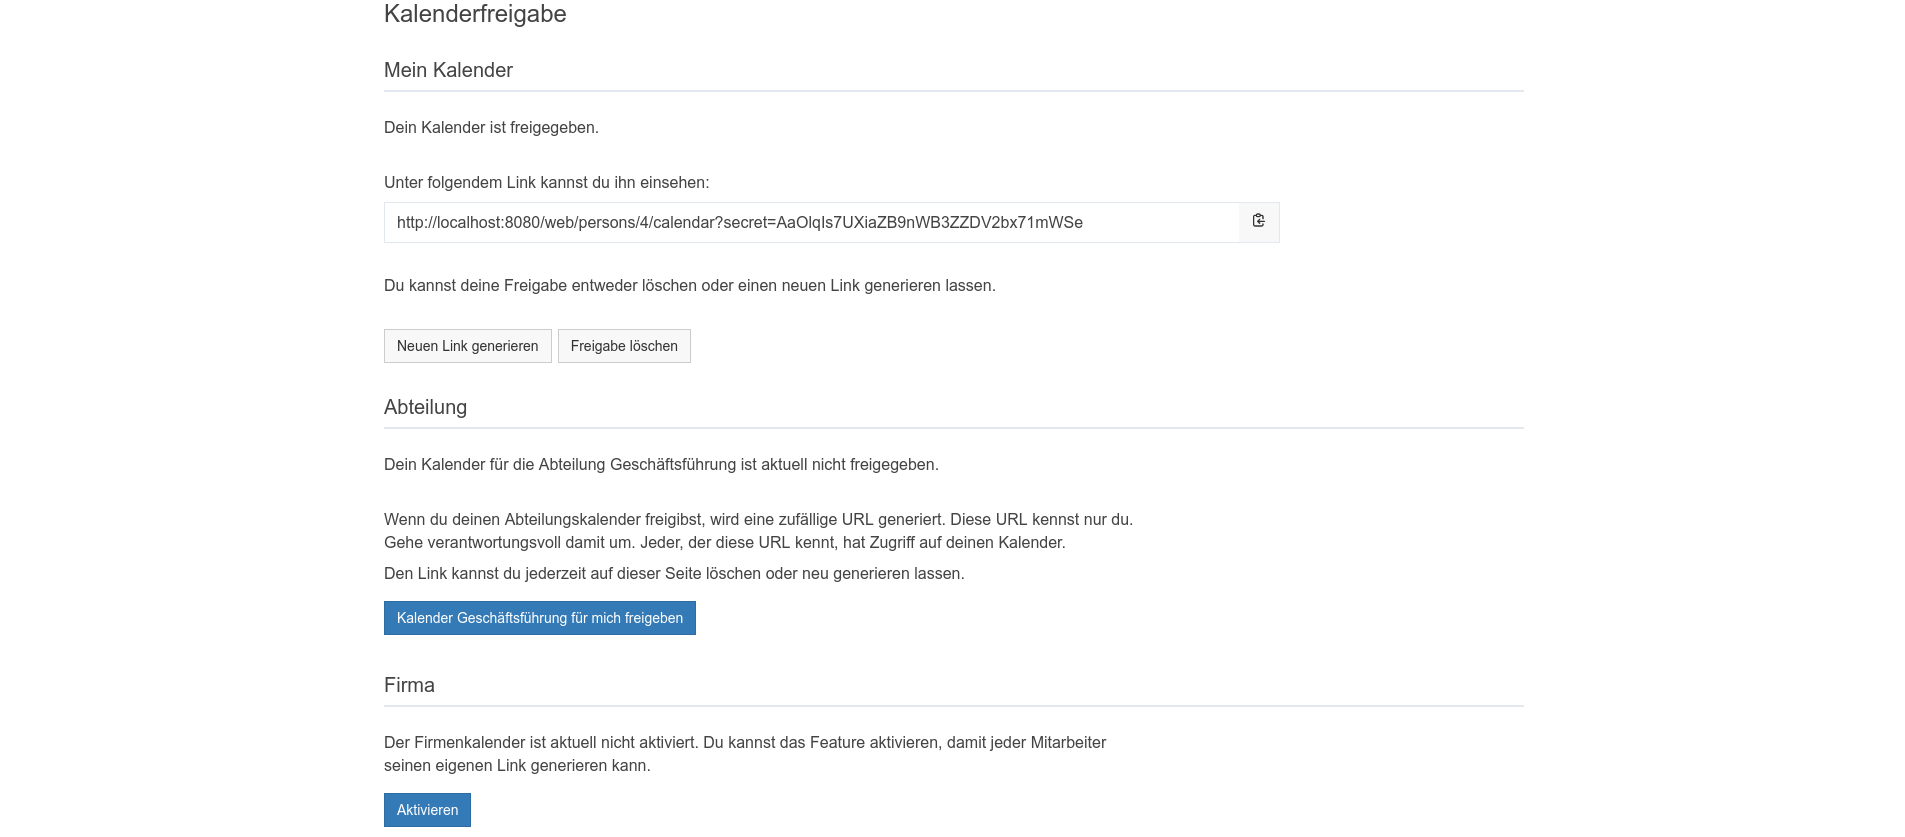 Kalenderfreigabe
Mein Kalender
Dein Kalender ist freigegeben.
Unter folgendem Link kannst du ihn einsehen:
http://localhost:8080/web/persons/4/calendar?secret=AaOlqIs7UXiaZB9nWB3ZZDV2bx71mWSe
Du kannst deine Freigabe entweder löschen oder einen neuen Link generieren lassen.
Neuen Link generieren
Freigabe löschen
Abteilung
Dein Kalender für die Abteilung Geschäftsführung ist aktuell nicht freigegeben.
Wenn du deinen Abteilungskalender freigibst, wird eine zufällige URL generiert. Diese URL kennst nur du.
Gehe verantwortungsvoll damit um. Jeder, der diese URL kennt, hat Zugriff auf deinen Kalender.
Den Link kannst du jederzeit auf dieser Seite löschen oder neu generieren lassen.
Kalender Geschäftsführung für mich freigeben
Firma
Der Firmenkalender ist aktuell nicht aktiviert. Du kannst das Feature aktivieren, damit jeder Mitarbeiter
seinen eigenen Link generieren kann.
Aktivieren